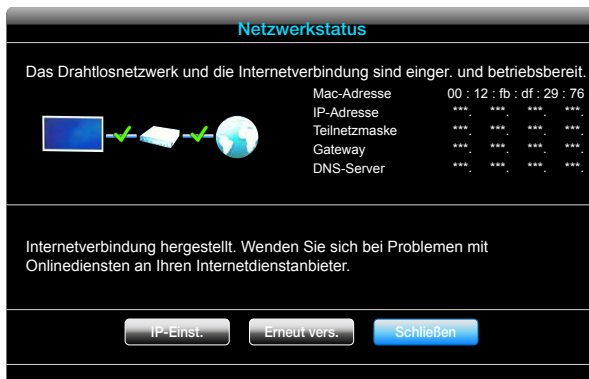 Netzwerkstatus
Das Drahtlosnetzwerk und die Internetverbindung sind einger. und betriebsbereit.
Mac-Adresse 00 : 12 : fb : df : 29 : 76
IP-Adresse ***. ***. ***. ***.
Teilnetzmaske ***. ***. ***. ***.
Gateway ***. ***. ***. ***.
DNS-Server ***. ***. ***. ***.
Internetverbindung hergestellt. Wenden Sie sich bei Problemen mit
Onlinediensten an Ihren Internetdienstanbieter.
IP-Einst. Erneut vers. Schließen